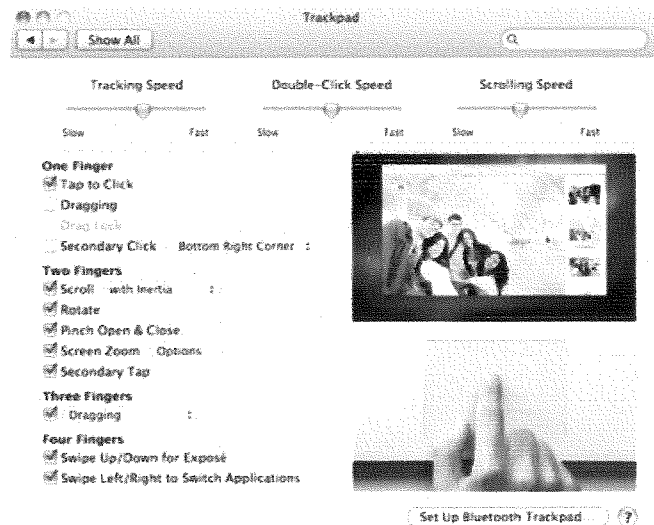 Trackpad
Show All
Tracking Speed Double-Click Speed Scrolling Speed
Slow Fast Slow Fast Slow Fast
One Finger
Tap to Click
Dragging
Drag Lock
Secondary Click Bottom Right Corner
Two Fingers
Scroll with Inertia
Rotate
Pinch Open & Close
Screen Zoom Options
Secondary Tap
Three Fingers
Dragging
Four Fingers
Swipe Up/Down for Exposé
Swipe Left/Right to Switch Applications
Set Up Bluetooth Trackpad... ?